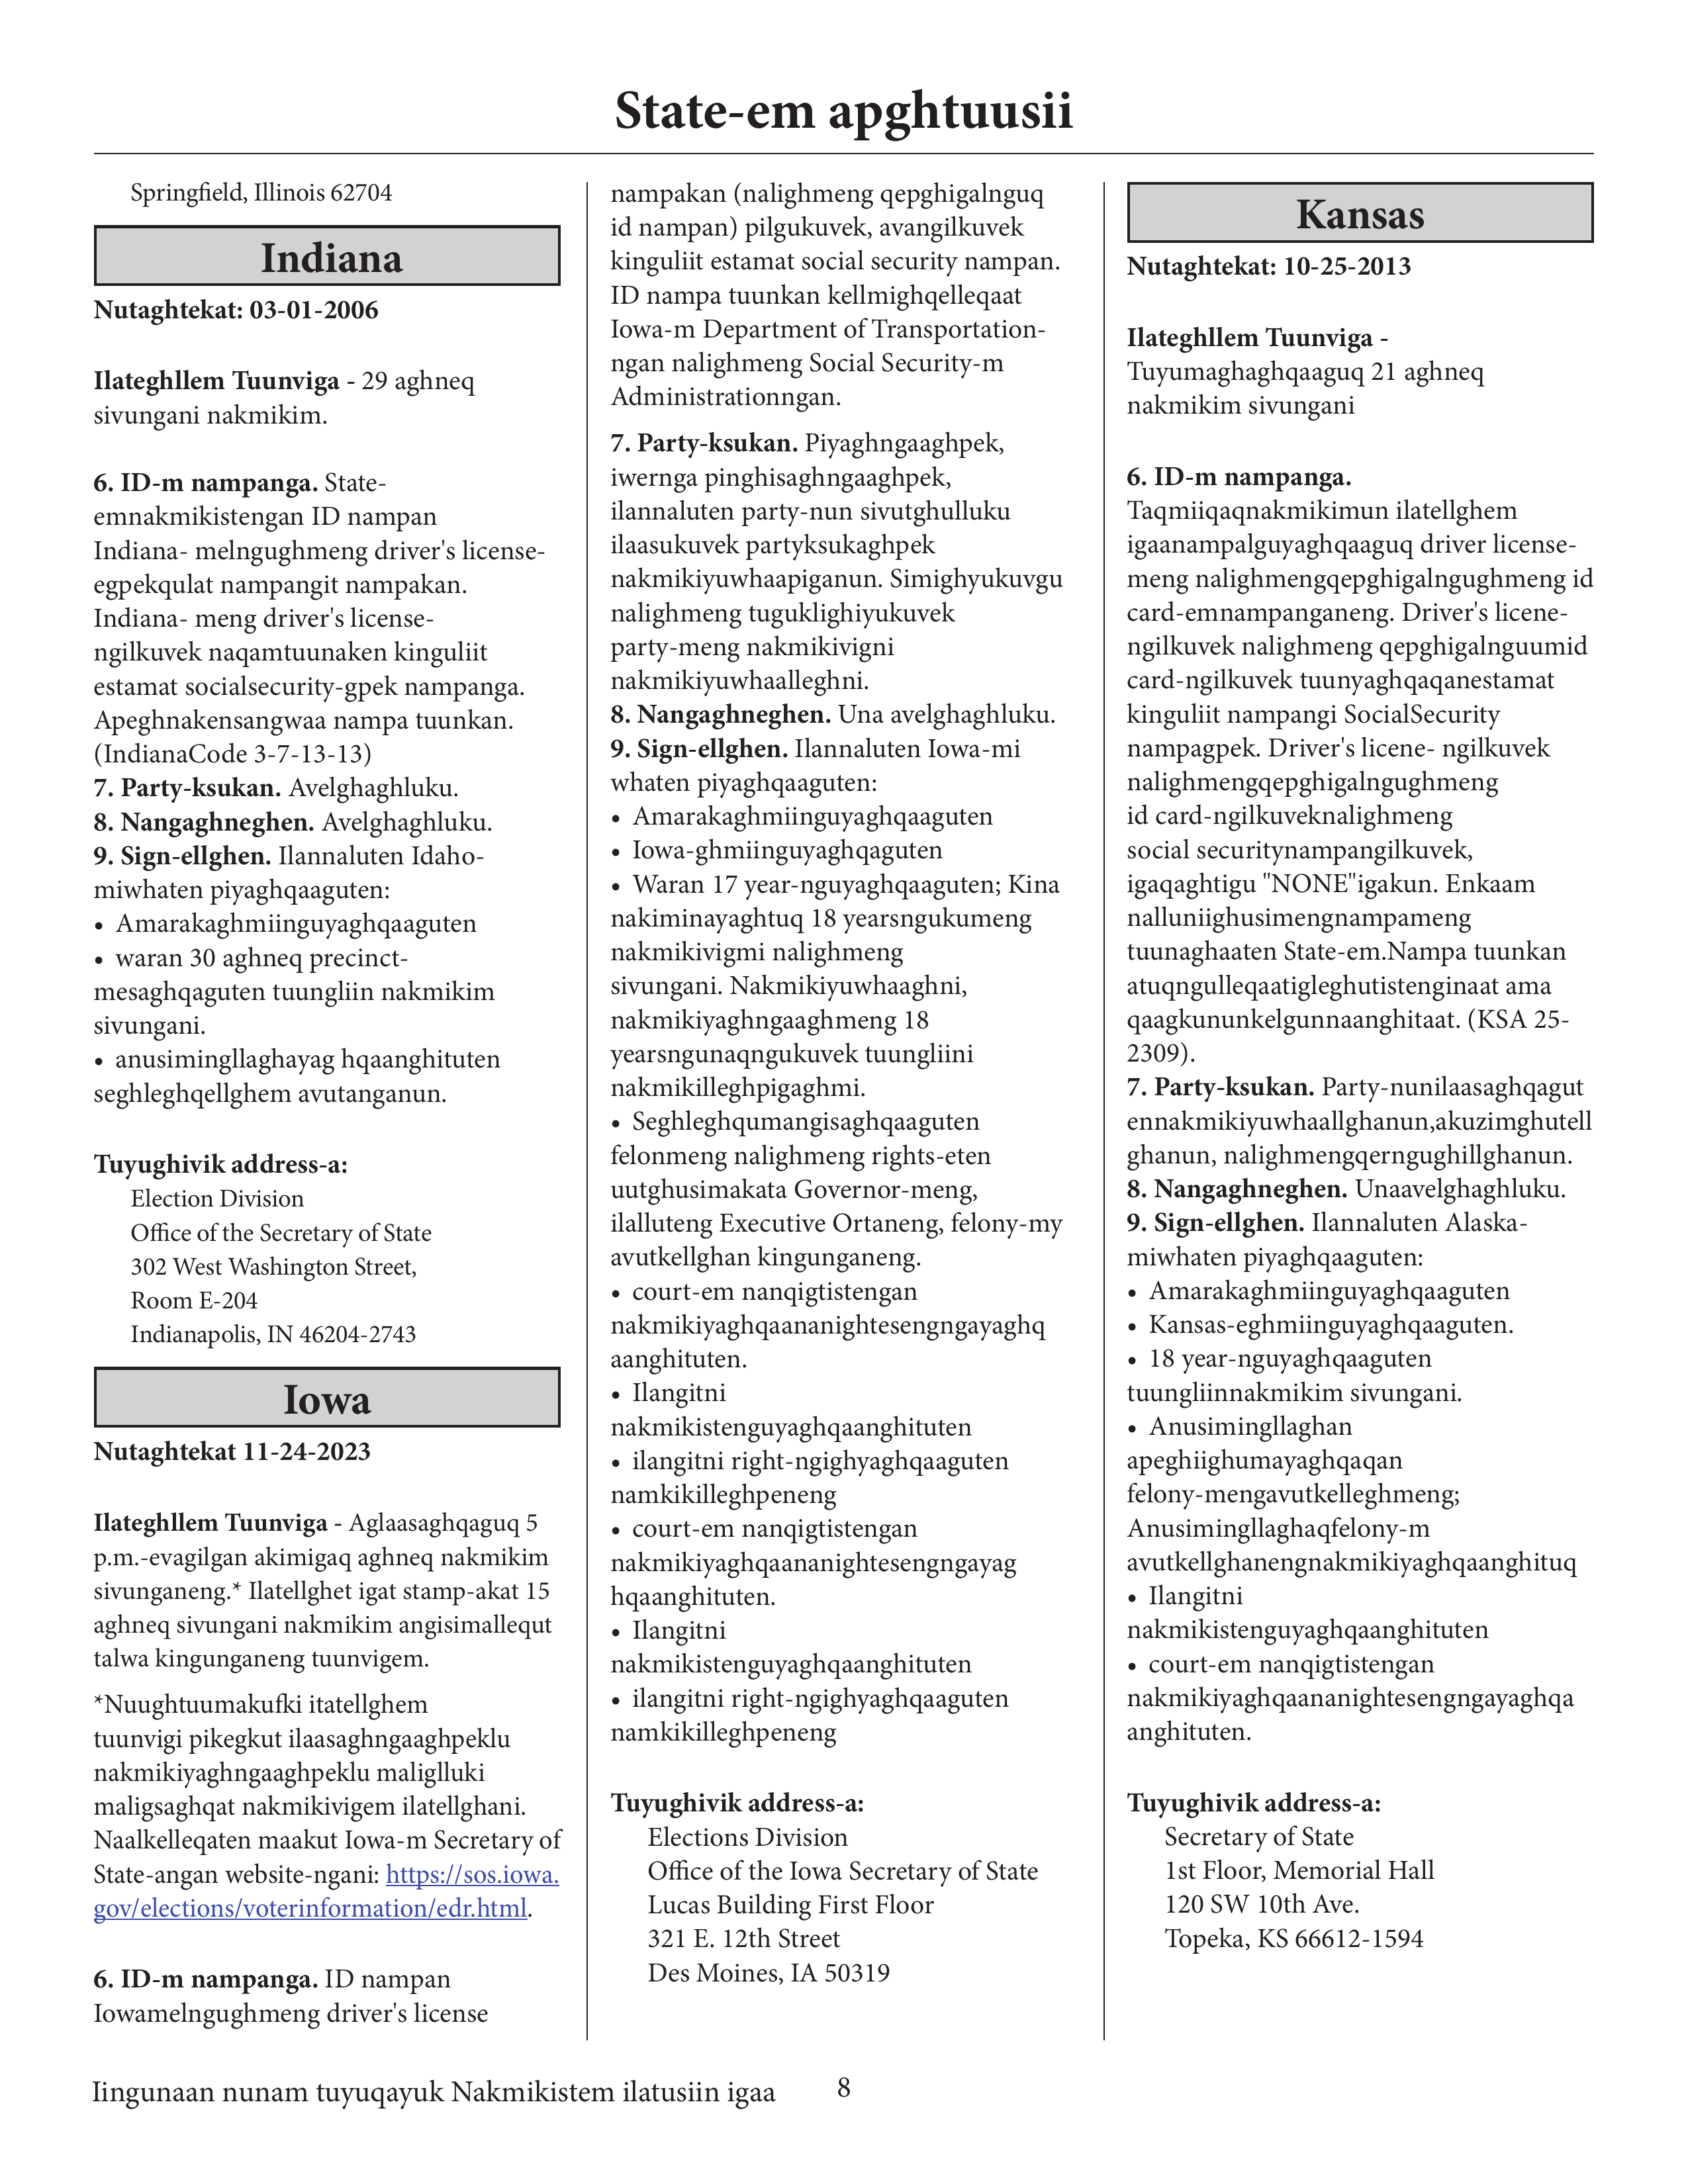 State-em apghtuusii
Springfield, Illinois 62704
Indiana
Nutaghtekat: 03-01-2006
Ilateghllem Tuunviga - 29 aghneq
sivungani nakmikim.
6. ID-m nampanga. State-
emnakmikistengan ID nampan
Indiana- melngughmeng driver's license-
egpekqulat nampangit nampakan.
Indiana- meng driver's license-
ngilkuvek naqamtuunaken kinguliit
estamat socialsecurity-gpek nampanga.
Apeghnakensangwaa nampa tuunkan.
(IndianaCode 3-7-13-13)
7. Party-ksukan. Avelghaghluku.
8. Nangaghneghen. Avelghaghluku.
9. Sign-ellghen. Ilannaluten Idaho-
miwhaten piyaghqaaguten:
• Amarakaghmiinguyaghqaaguten
• waran 30 aghneq precinct-
mesaghqaguten tuungliin nakmikim
sivungani.
• anusimingllaghayag hqaanghituten
seghleghqellghem avutanganun.
Tuyughivik address-a:
Election Division
Office of the Secretary of State
302 West Washington Street,
Room E-204
Indianapolis, IN 46204-2743
Iowa
Nutaghtekat 11-24-2023
Ilateghllem Tuunviga - Aglaasaghqaguq 5
p.m.-evagilgan akimigaq aghneq nakmikim
sivunganeng.* Ilatellghet igat stamp-akat 15
aghneq sivungani nakmikim angisimallequt
talwa kingunganeng tuunvigem.
*Nuughtuumakufki itatellghem
tuunvigi pikegkut ilaasaghngaaghpeklu
nakmikiyaghngaaghpeklu maliglluki
maligsaghqat nakmikivigem ilatellghani.
Naalkelleqaten maakut Iowa-m Secretary of
State-angan website-ngani: https://sos.iowa.
gov/elections/voterinformation/edr.html.
6. ID-m nampanga. ID nampan
Iowamelngughmeng driver's license
nampakan (nalighmeng qepghigalnguq
id nampan) pilgukuvek, avangilkuvek
kinguliit estamat social security nampan.
ID nampa tuunkan kellmighqelleqaat
Iowa-m Department of Transportation-
ngan nalighmeng Social Security-m
Administrationngan.
7. Party-ksukan. Piyaghngaaghpek,
iwernga pinghisaghngaaghpek,
ilannaluten party-nun sivutghulluku
ilaasukuvek partyksukaghpek
nakmikiyuwhaapiganun. Simighyukuvgu
nalighmeng tuguklighiyukuvek
party-meng nakmikivigni
nakmikiyuwhaalleghni.
8. Nangaghneghen. Una avelghaghluku.
9. Sign-ellghen. Ilannaluten Iowa-mi
whaten piyaghqaaguten:
• Amarakaghmiinguyaghqaaguten
• Iowa-ghmiinguyaghqaguten
• Waran 17 year-nguyaghqaaguten; Kina
nakiminayaghtuq 18 yearsngukumeng
nakmikivigmi nalighmeng
sivungani. Nakmikiyuwhaaghni,
nakmikiyaghngaaghmeng 18
yearsngunaqngukuvek tuungliini
nakmikilleghpigaghmi.
• Seghleghqumangisaghqaaguten
felonmeng nalighmeng rights-eten
uutghusimakata Governor-meng,
ilalluteng Executive Ortaneng, felony-my
avutkellghan kingunganeng.
• court-em nanqigtistengan
nakmikiyaghqaananightesengngayaghq
aanghituten.
• Ilangitni
nakmikistenguyaghqaanghituten
• ilangitni right-ngighyaghqaaguten
namkikilleghpeneng
• court-em nanqigtistengan
nakmikiyaghqaananightesengngayag
hqaanghituten.
• Ilangitni
nakmikistenguyaghqaanghituten
• ilangitni right-ngighyaghqaaguten
namkikilleghpeneng
Tuyughivik address-a:
Elections Division
Office of the Iowa Secretary of State
Lucas Building First Floor
321 E. 12th Street
Des Moines, IA 50319
Kansas
Nutaghtekat: 10-25-2013
Ilateghllem Tuunviga -
Tuyumaghaghqaaguq 21 aghneq
nakmikim sivungani
6. ID-m nampanga.
Taqmiiqaqnakmikimun ilatellghem
igaanampalguyaghqaaguq driver license-
meng nalighmengqepghigalngughmeng id
card-emnampanganeng. Driver's licene-
ngilkuvek nalighmeng qepghigalnguumid
card-ngilkuvek tuunyaghqaqanestamat
kinguliit nampangi SocialSecurity
nampagpek. Driver's licene- ngilkuvek
nalighmengqepghigalngughmeng
id card-ngilkuveknalighmeng
social securitynampangilkuvek,
igaqaghtigu "NONE"igakun. Enkaam
nalluniighusimengnampameng
tuunaghaaten State-em.Nampa tuunkan
atuqngulleqaatigleghutistenginaat ama
qaagkununkelgunnaanghitaat. (KSA 25-
2309).
7. Party-ksukan. Party-nunilaasaghqagut
ennakmikiyuwhaallghanun,akuzimghutell
ghanun, nalighmengqerngughillghanun.
8. Nangaghneghen. Unaavelghaghluku.
9. Sign-ellghen. Ilannaluten Alaska-
miwhaten piyaghqaaguten:
• Amarakaghmiinguyaghqaaguten
• Kansas-eghmiinguyaghqaaguten.
• 18 year-nguyaghqaaguten
tuungliinnakmikim sivungani.
• Anusimingllaghan
apeghiighumayaghqaqan
felony-mengavutkelleghmeng;
Anusimingllaghaqfelony-m
avutkellghanengnakmikiyaghqaanghituq
• Ilangitni
nakmikistenguyaghqaanghituten
• court-em nanqigtistengan
nakmikiyaghqaananightesengngayaghqa
anghituten.
Tuyughivik address-a:
Secretary of State
1st Floor, Memorial Hall
120 SW 10th Ave.
Topeka, KS 66612-1594
Iingunaan nunam tuyuqayuk Nakmikistem ilatusiin igaa
8